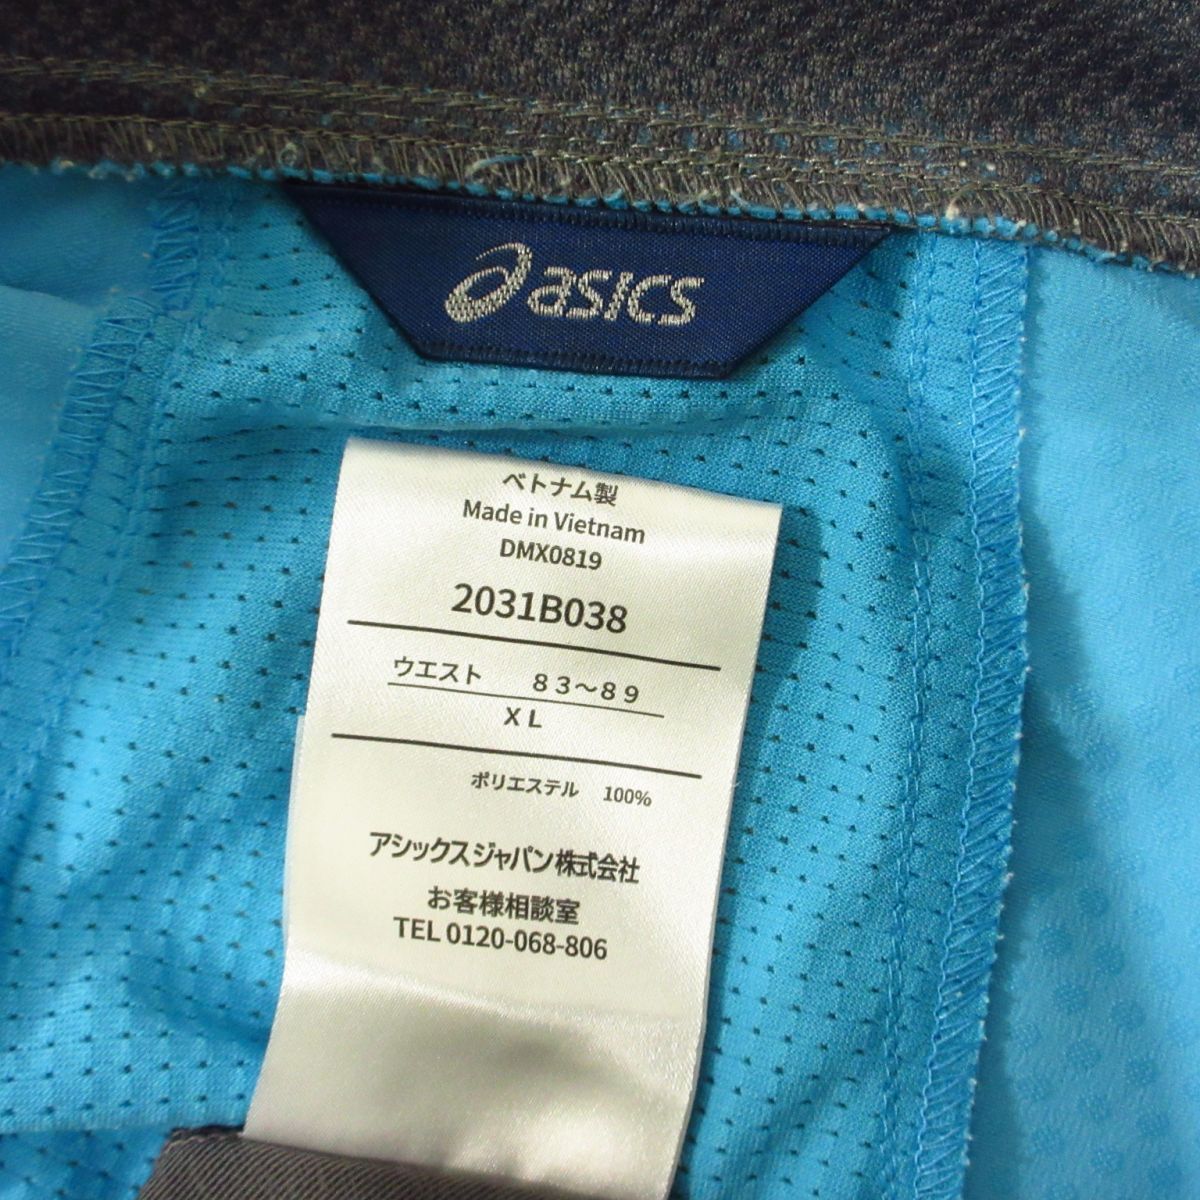 asics
ベトナム製
Made in Vietnam
DMX0819
2031B038
ウエスト　８３〜８９
ＸＬ
ポリエステル　100%
アシックスジャパン株式会社
お客様相談室
TEL 0120-068-806